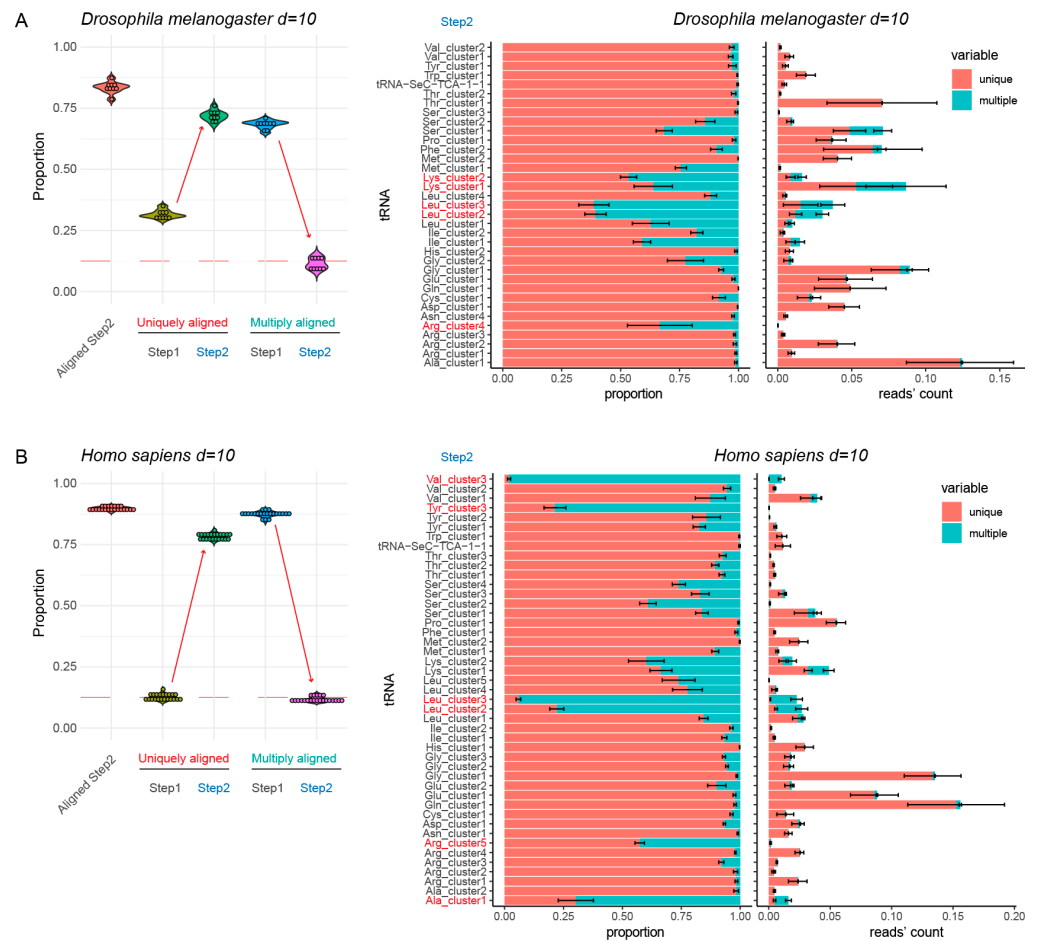 A
Drosophila melanogaster d=10
Step2
Drosophila melanogaster d=10
Proportion
1.00
0.75
0.50
0.25
0.00
Aligned Step2
Uniquely aligned
Multiply aligned
Step1
Step2
Step1
Step2
tRNA
Val_cluster2
Val_cluster1
Tyr_cluster1
Trp_cluster1
tRNA−SeC−TCA−1−1
Thr_cluster2
Thr_cluster1
Ser_cluster3
Ser_cluster2
Ser_cluster1
Pro_cluster1
Phe_cluster2
Met_cluster2
Met_cluster1
Lys_cluster2
Lys_cluster1
Leu_cluster4
Leu_cluster3
Leu_cluster2
Leu_cluster1
Ile_cluster2
Ile_cluster1
His_cluster2
Gly_cluster2
Gly_cluster1
Glu_cluster1
Gln_cluster1
Cys_cluster1
Asp_cluster1
Asn_cluster4
Arg_cluster4
Arg_cluster3
Arg_cluster2
Arg_cluster1
Ala_cluster1
0.00 0.25 0.50 0.75 1.00
proportion
0.00 0.05 0.10 0.15
reads' count
variable
unique
multiple
B
Homo sapiens d=10
Step2
Homo sapiens d=10
Proportion
1.00
0.75
0.50
0.25
0.00
Aligned Step2
Uniquely aligned
Multiply aligned
Step1
Step2
Step1
Step2
tRNA
Val_cluster3
Val_cluster2
Val_cluster1
Tyr_cluster3
Tyr_cluster2
Tyr_cluster1
Trp_cluster1
tRNA−SeC−TCA−1−1
Thr_cluster3
Thr_cluster2
Thr_cluster1
Ser_cluster4
Ser_cluster3
Ser_cluster2
Ser_cluster1
Pro_cluster1
Phe_cluster1
Met_cluster2
Met_cluster1
Lys_cluster2
Lys_cluster1
Leu_cluster5
Leu_cluster4
Leu_cluster3
Leu_cluster2
Leu_cluster1
Ile_cluster2
Ile_cluster1
His_cluster1
Gly_cluster3
Gly_cluster2
Gly_cluster1
Glu_cluster2
Glu_cluster1
Gln_cluster1
Cys_cluster1
Asp_cluster1
Asn_cluster1
Arg_cluster5
Arg_cluster4
Arg_cluster3
Arg_cluster2
Arg_cluster1
Ala_cluster2
Ala_cluster1
0.00 0.25 0.50 0.75 1.00
proportion
0.00 0.05 0.10 0.15 0.20
reads' count
variable
unique
multiple